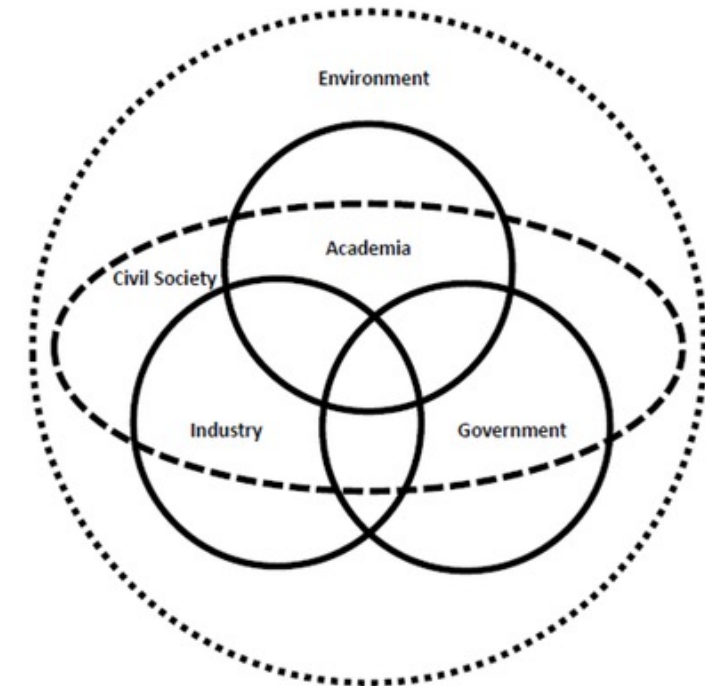 Environment
Academia
Civil Society
Industry
Government